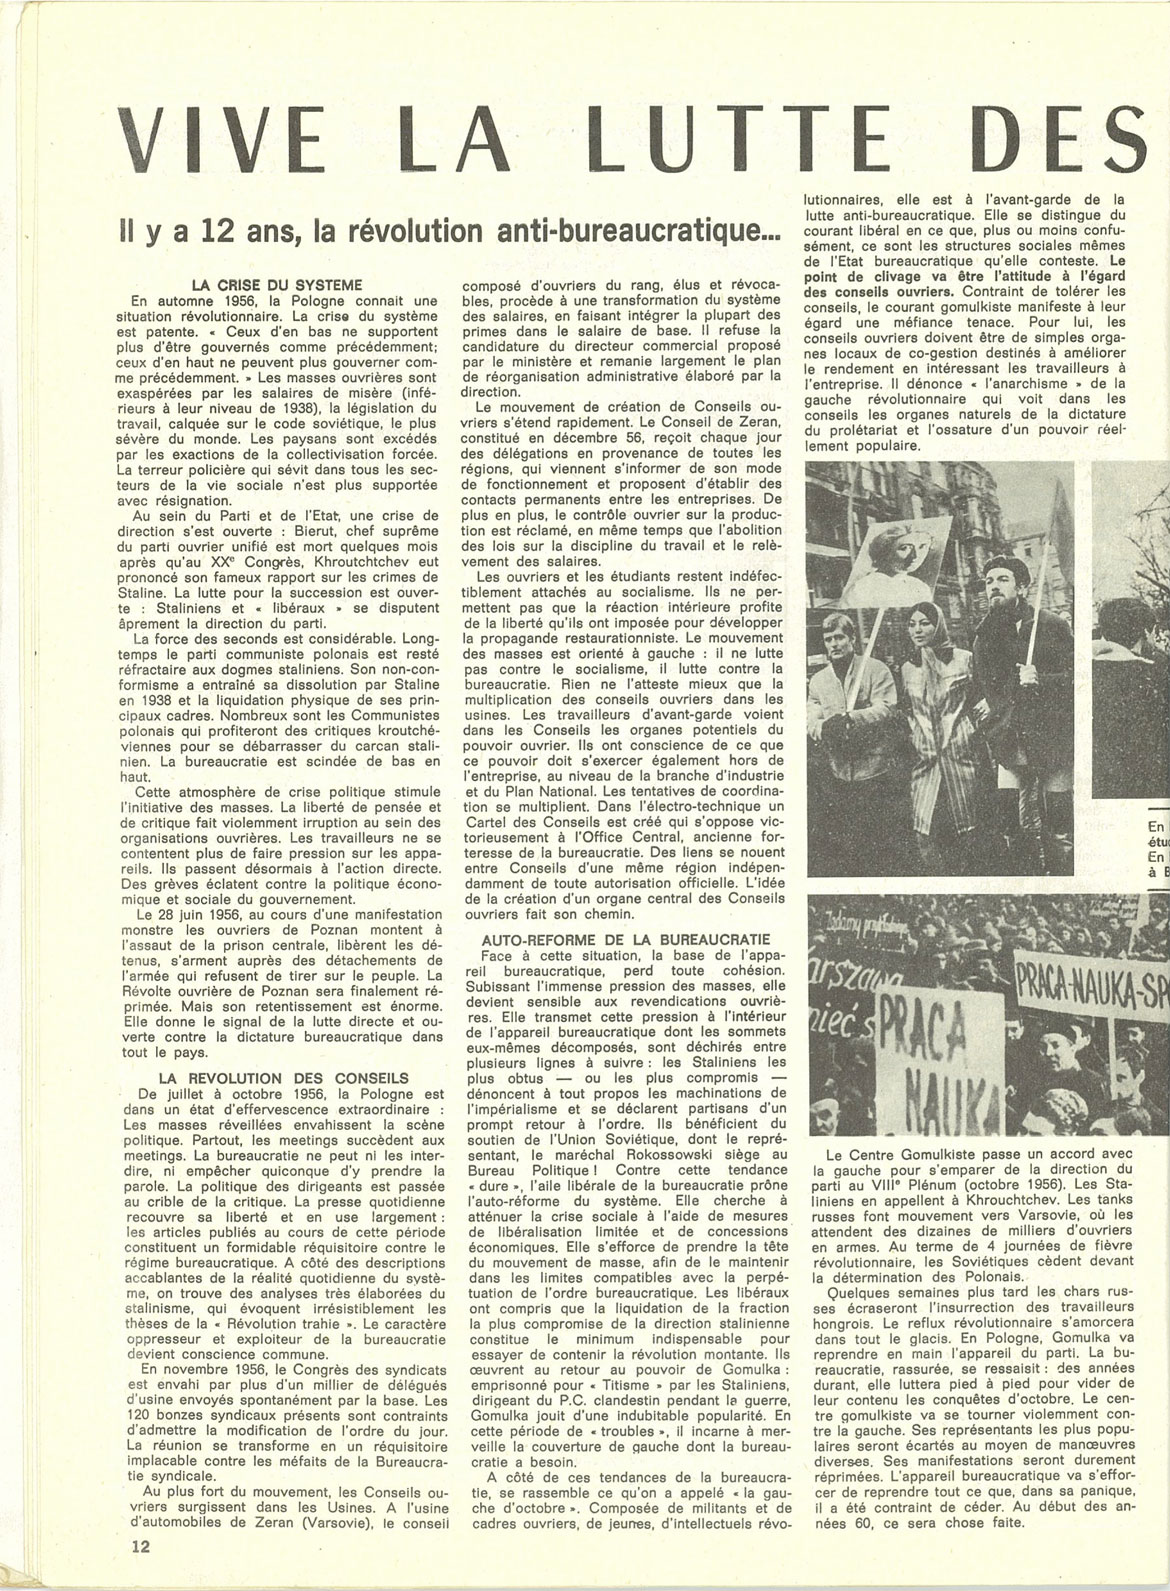 VIVE LA LUTTE DES
Il y a 12 ans, la révolution anti-bureaucratique...
LA CRISE DU SYSTEME
En automne 1956, la Pologne connait une
situation révolutionnaire. La crise du système
est patente. « Ceux d'en bas ne supportent
plus d'être gouvernés comme précédemment;
ceux d'en haut ne peuvent plus gouverner com-
me précédemment. » Les masses ouvrières sont
exaspérées par les salaires de misère (infé-
rieurs à leur niveau de 1938), la législation du
travail, calquée sur le code soviétique, le plus
sévère du monde. Les paysans sont excédés
par les exactions de la collectivisation forcée.
La terreur policière qui sévit dans tous les sec-
teurs de la vie sociale n'est plus supportée
avec résignation.
Au sein du Parti et de l'Etat, une crise de
direction s'est ouverte : Bierut, chef suprême
du parti ouvrier unifié est mort quelques mois
après qu'au XXe Congrès, Khroutchtchev eut
prononcé son fameux rapport sur les crimes de
Staline. La lutte pour la succession est ouver-
te : Staliniens et « libéraux » se disputent
âprement la direction du parti.
La force des seconds est considérable. Long-
temps le parti communiste polonais est resté
réfractaire aux dogmes staliniens. Son non-con-
formisme a entraîné sa dissolution par Staline
en 1938 et la liquidation physique de ses prin-
cipaux cadres. Nombreux sont les Communistes
polonais qui profiteront des critiques kroutché-
viennes pour se débarrasser du carcan stali-
nien. La bureaucratie est scindée de bas en
haut.
Cette atmosphère de crise politique stimule
l'initiative des masses. La liberté de pensée et
de critique fait violemment irruption au sein des
organisations ouvrières. Les travailleurs ne se
contentent plus de faire pression sur les appa-
reils. Ils passent désormais à l'action directe.
Des grèves éclatent contre la politique écono-
mique et sociale du gouvernement.
Le 28 juin 1956, au cours d'une manifestation
monstre les ouvriers de Poznan montent à
l'assaut de la prison centrale, libèrent les dé-
tenus, s'arment auprès des détachements de
l'armée qui refusent de tirer sur le peuple. La
Révolte ouvrière de Poznan sera finalement ré-
primée. Mais son retentissement est énorme.
Elle donne le signal de la lutte directe et ou-
verte contre la dictature bureaucratique dans
tout le pays.
LA REVOLUTION DES CONSEILS
De juillet à octobre 1956, la Pologne est
dans un état d'effervescence extraordinaire :
Les masses réveillées envahissent la scène
politique. Partout, les meetings succèdent aux
meetings. La bureaucratie ne peut ni les inter-
dire, ni empêcher quiconque d'y prendre la
parole. La politique des dirigeants est passée
au crible de la critique. La presse quotidienne
recouvre sa liberté et en use largement :
les articles publiés au cours de cette période
constituent un formidable réquisitoire contre le
régime bureaucratique. A côté des descriptions
accablantes de la réalité quotidienne du systè-
me, on trouve des analyses très élaborées du
stalinisme, qui évoquent irrésistiblement les
thèses de la « Révolution trahie ». Le caractère
oppresseur et exploiteur de la bureaucratie
devient conscience commune.
En novembre 1956, le Congrès des syndicats
est envahi par plus d'un millier de délégués
d'usine envoyés spontanément par la base. Les
120 bonzes syndicaux présents sont contraints
d'admettre la modification de l'ordre du jour.
La réunion se transforme en un réquisitoire
implacable contre les méfaits de la Bureaucra-
tie syndicale.
Au plus fort du mouvement, les Conseils ou-
vriers surgissent dans les Usines. A l'usine
d'automobiles de Zeran (Varsovie), le conseil
composé d'ouvriers du rang, élus et révoca-
bles, procède à une transformation du système
des salaires, en faisant intégrer la plupart des
primes dans le salaire de base. Il refuse la
candidature du directeur commercial proposé
par le ministère et remanie largement le plan
de réorganisation administrative élaboré par la
direction.
Le mouvement de création de Conseils ou-
vriers s'étend rapidement. Le Conseil de Zeran,
constitué en décembre 56, reçoit chaque jour
des délégations en provenance de toutes les
régions, qui viennent s'informer de son mode
de fonctionnement et proposent d'établir des
contacts permanents entre les entreprises. De
plus en plus, le contrôle ouvrier sur la produc-
tion est réclamé, en même temps que l'abolition
des lois sur la discipline du travail et le relè-
vement des salaires.
Les ouvriers et les étudiants restent indéfec-
tiblement attachés au socialisme. Ils ne per-
mettent pas que la réaction intérieure profite
de la liberté qu'ils ont imposée pour développer
la propagande restaurationniste. Le mouvement
des masses est orienté à gauche : il ne lutte
pas contre le socialisme, il lutte contre la
bureaucratie. Rien ne l'atteste mieux que la
multiplication des conseils ouvriers dans les
usines. Les travailleurs d'avant-garde voient
dans les Conseils les organes potentiels du
pouvoir ouvrier. Ils ont conscience de ce que
ce pouvoir doit s'exercer également hors de
l'entreprise, au niveau de la branche d'industrie
et du Plan National. Les tentatives de coordina-
tion se multiplient. Dans l'électro-technique un
Cartel des Conseils est créé qui s'oppose vic-
torieusement à l'Office Central, ancienne for-
teresse de la bureaucratie. Des liens se nouent
entre Conseils d'une même région indépen-
damment de toute autorisation officielle. L'idée
de la création d'un organe central des Conseils
ouvriers fait son chemin.
AUTO-REFORME DE LA BUREAUCRATIE
Face à cette situation, la base de l'appa-
reil bureaucratique, perd toute cohésion.
Subissant l'immense pression des masses, elle
devient sensible aux revendications ouvriè-
res. Elle transmet cette pression à l'intérieur
de l'appareil bureaucratique dont les sommets
eux-mêmes décomposés, sont déchirés entre
plusieurs lignes à suivre : les Staliniens les
plus obtus — ou les plus compromis —
dénoncent à tout propos les machinations de
l'impérialisme et se déclarent partisans d'un
prompt retour à l'ordre. Ils bénéficient du
soutien de l'Union Soviétique, dont le repré-
sentant, le maréchal Rokossowski siège au
Bureau Politique ! Contre cette tendance
« dure », l'aile libérale de la bureaucratie prône
l'auto-réforme du système. Elle cherche à
atténuer la crise sociale à l'aide de mesures
de libéralisation limitée et de concessions
économiques. Elle s'efforce de prendre la tête
du mouvement de masse, afin de le maintenir
dans les limites compatibles avec la perpé-
tuation de l'ordre bureaucratique. Les libéraux
ont compris que la liquidation de la fraction
la plus compromise de la direction stalinienne
constitue le minimum indispensable pour
essayer de contenir la révolution montante. Ils
œuvrent au retour au pouvoir de Gomulka :
emprisonné pour « Titisme » par les Staliniens,
dirigeant du P.C. clandestin pendant la guerre,
Gomulka jouit d'une indubitable popularité. En
cette période de « troubles », il incarne à mer-
veille la couverture de gauche dont la bureau-
cratie a besoin.
A côté de ces tendances de la bureaucra-
tie, se rassemble ce qu'on a appelé « la gau-
che d'octobre ». Composée de militants et de
cadres ouvriers, de jeunes, d'intellectuels révo-
lutionnaires, elle est à l'avant-garde de la
lutte anti-bureaucratique. Elle se distingue du
courant libéral en ce que, plus ou moins confu-
sément, ce sont les structures sociales mêmes
de l'Etat bureaucratique qu'elle conteste. Le
point de clivage va être l'attitude à l'égard
des conseils ouvriers. Contraint de tolérer les
conseils, le courant gomulkiste manifeste à leur
égard une méfiance tenace. Pour lui, les
conseils ouvriers doivent être de simples orga-
nes locaux de co-gestion destinés à améliorer
le rendement en intéressant les travailleurs à
l'entreprise. Il dénonce « l'anarchisme » de la
gauche révolutionnaire qui voit dans les
conseils les organes naturels de la dictature
du prolétariat et l'ossature d'un pouvoir réel-
lement populaire.
En
étu
En
à B
arszawa
nieć s
PRACA
NAUKA
PRACA-NAUKA-SP
Le Centre Gomulkiste passe un accord avec
la gauche pour s'emparer de la direction du
parti au VIIIe Plénum (octobre 1956). Les Sta-
liniens en appellent à Khrouchtchev. Les tanks
russes font mouvement vers Varsovie, où les
attendent des dizaines de milliers d'ouvriers
en armes. Au terme de 4 journées de fièvre
révolutionnaire, les Soviétiques cèdent devant
la détermination des Polonais.
Quelques semaines plus tard les chars rus-
ses écraseront l'insurrection des travailleurs
hongrois. Le reflux révolutionnaire s'amorcera
dans tout le glacis. En Pologne, Gomulka va
reprendre en main l'appareil du parti. La bu-
reaucratie, rassurée, se ressaisit : des années
durant, elle luttera pied à pied pour vider de
leur contenu les conquêtes d'octobre. Le cen-
tre gomulkiste va se tourner violemment con-
tre la gauche. Ses représentants les plus popu-
laires seront écartés au moyen de manœuvres
diverses. Ses manifestations seront durement
réprimées. L'appareil bureaucratique va s'effor-
cer de reprendre tout ce que, dans sa panique,
il a été contraint de céder. Au début des an-
nées 60, ce sera chose faite.
12